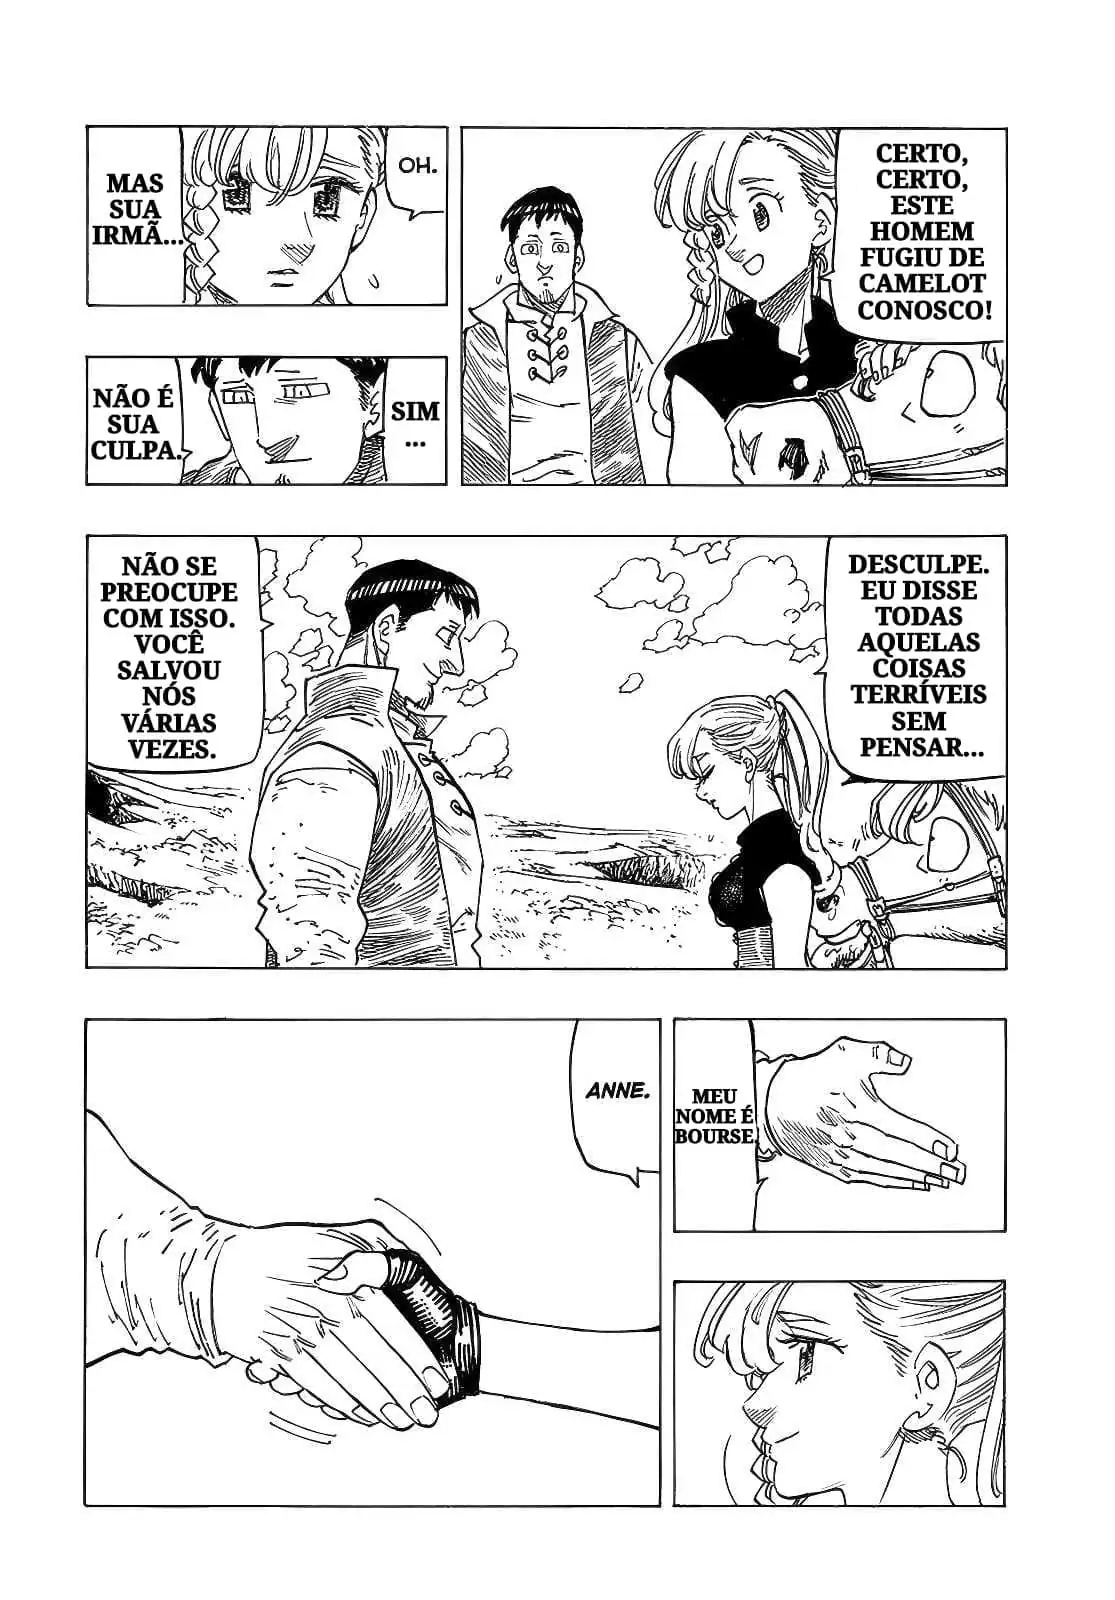 CERTO,
CERTO,
ESTE
HOMEM
FUGIU DE
CAMELOT
CONOSCO!
OH.
MAS
SUA
IRMÃ...
SIM
...
NÃO É
SUA
CULPA.
DESCULPE.
EU DISSE
TODAS
AQUELAS
COISAS
TERRÍVEIS
SEM
PENSAR...
NÃO SE
PREOCUPE
COM ISSO.
VOCÊ
SALVOU
NÓS
VÁRIAS
VEZES.
MEU
NOME É
BOURSE.
ANNE.